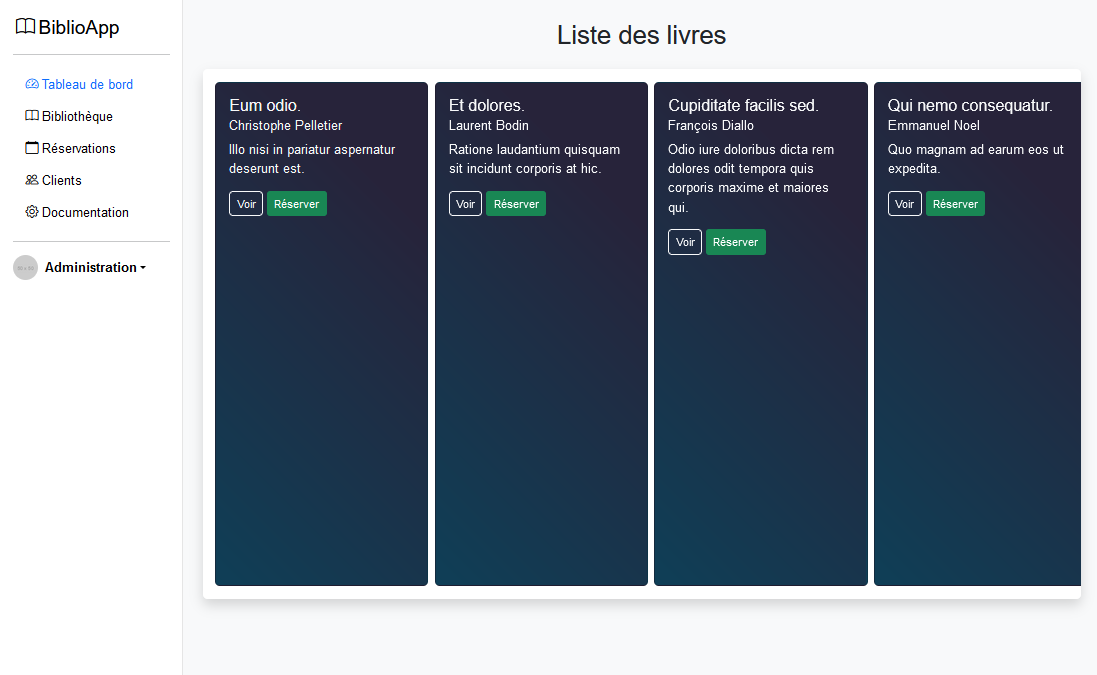 BiblioApp
Tableau de bord
Bibliothèque
Réservations
Clients
Documentation
Administration
Liste des livres
Eum odio.
Christophe Pelletier
Illo nisi in pariatur aspernatur
deserunt est.
Voir
Réserver
Et dolores.
Laurent Bodin
Ratione laudantium quisquam
sit incidunt corporis at hic.
Voir
Réserver
Cupiditate facilis sed.
François Diallo
Odio iure doloribus dicta rem
dolores odit tempora quis
corporis maxime et maiores
qui.
Voir
Réserver
Qui nemo consequatur.
Emmanuel Noel
Quo magnam ad earum eos ut
expedita.
Voir
Réserver